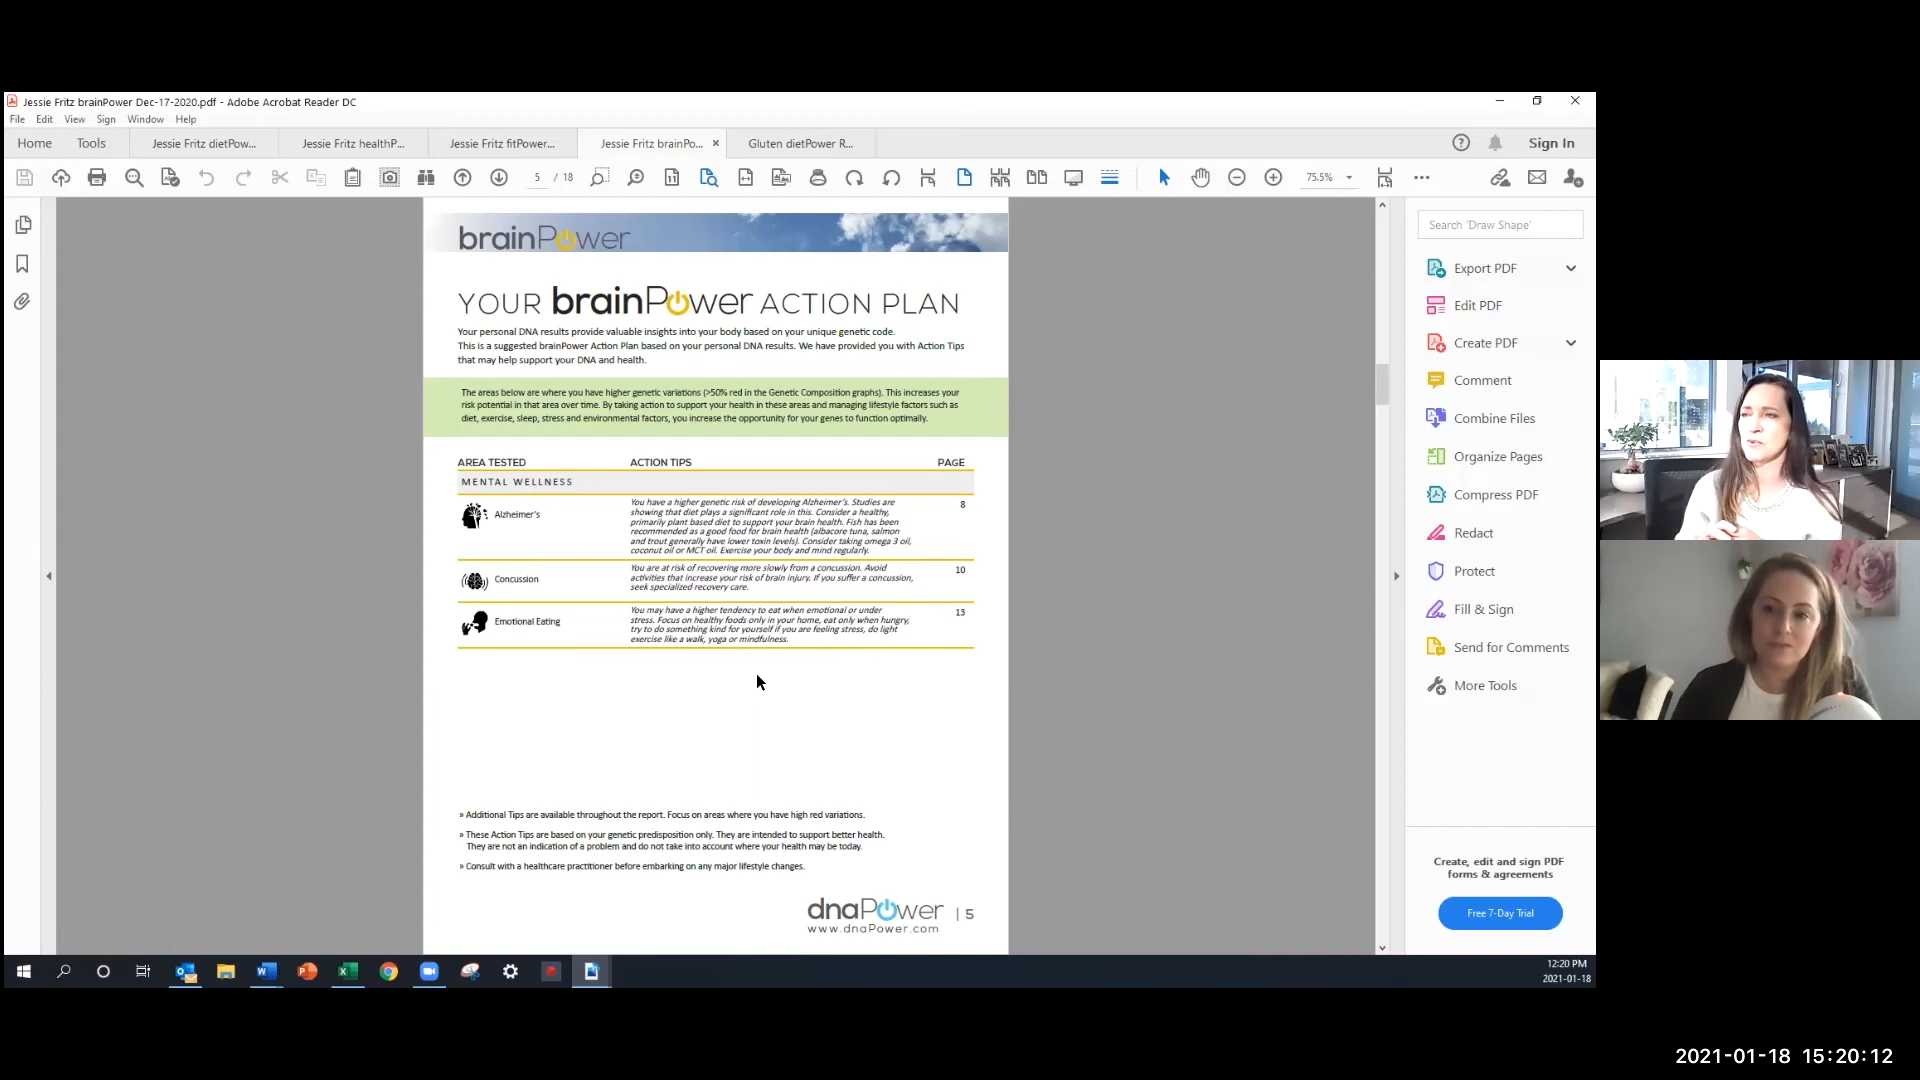 Jessie Fritz brainPower Dec-17-2020.pdf - Adobe Acrobat Reader DC
File Edit View Sign Window Help
Home Tools Jessie Fritz dietPow... Jessie Fritz healthP... Jessie Fritz fitPower... Jessie Fritz brainPo... × Gluten dietPower R... Sign In
5 / 18 75.5%
brainPower
YOUR brainPower ACTION PLAN
Your personal DNA results provide valuable insights into your body based on your unique genetic code.
This is a suggested brainPower Action Plan based on your personal DNA results. We have provided you with Action Tips
that may help support your DNA and health.
The areas below are where you have higher genetic variations (>50% red in the Genetic Composition graphs). This increases your
risk potential in that area over time. By taking action to support your health in these areas and managing lifestyle factors such as
diet, exercise, sleep, stress and environmental factors, you increase the opportunity for your genes to function optimally.
AREA TESTED ACTION TIPS PAGE
MENTAL WELLNESS
Alzheimer's
You have a higher genetic risk of developing Alzheimer's. Studies are
showing that diet plays a significant role in this. Consider a healthy,
primarily plant based diet to support your brain health. Fish has been
recommended as a good food for brain health (albacore tuna, salmon
and trout generally have lower toxin levels). Consider taking omega 3 oil,
coconut oil or MCT oil. Exercise your body and mind regularly.
8
Concussion
You are at risk of recovering more slowly from a concussion. Avoid
activities that increase your risk of brain injury. If you suffer a concussion,
seek specialized recovery care.
10
Emotional Eating
You may have a higher tendency to eat when emotional or under
stress. Focus on healthy foods only in your home, eat only when hungry,
try to do something kind for yourself if you are feeling stress, do light
exercise like a walk, yoga or mindfulness.
13
» Additional Tips are available throughout the report. Focus on areas where you have high red variations.
» These Action Tips are based on your genetic predisposition only. They are intended to support better health.
They are not an indication of a problem and do not take into account where your health may be today.
» Consult with a healthcare practitioner before embarking on any major lifestyle changes.
dnaPower | 5
www.dnaPower.com
Search 'Draw Shape'
Export PDF
Edit PDF
Create PDF
Comment
Combine Files
Organize Pages
Compress PDF
Redact
Protect
Fill & Sign
Send for Comments
More Tools
Create, edit and sign PDF
forms & agreements
Free 7-Day Trial
12:20 PM
2021-01-18
2021-01-18 15:20:12